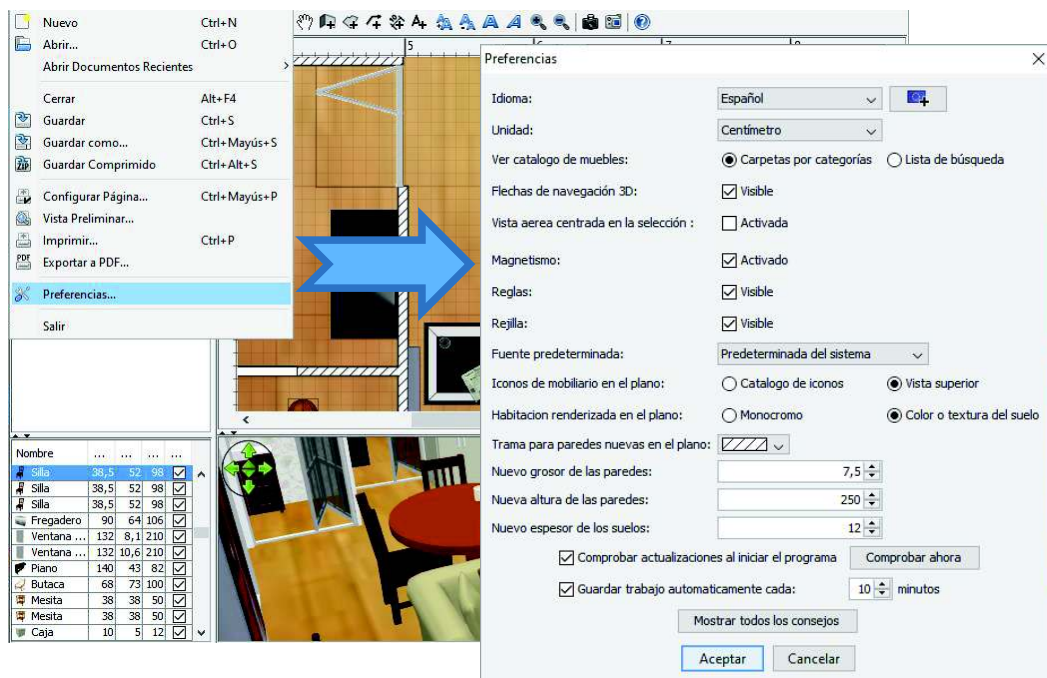 Nuevo Ctrl+N
Abrir... Ctrl+O
Abrir Documentos Recientes >
Cerrar Alt+F4
Guardar Ctrl+S
Guardar como... Ctrl+Mayús+S
ZIP Guardar Comprimido Ctrl+Alt+S
Configurar Página... Ctrl+Mayús+P
Vista Preliminar...
Imprimir... Ctrl+P
PDF Exportar a PDF...
Preferencias...
Salir
5
Nombre ... ... ... ...
Silla 38,5 52 98
Silla 38,5 52 98
Silla 38,5 52 98
Fregadero 90 64 106
Ventana ... 132 8,1 210
Ventana ... 132 10,6 210
Piano 140 43 82
Butaca 68 73 100
Mesita 38 38 50
Mesita 38 38 50
Caja 10 5 12
Preferencias
Idioma: Español
Unidad: Centímetro
Ver catalogo de muebles: Carpetas por categorías Lista de búsqueda
Flechas de navegación 3D: Visible
Vista aerea centrada en la selección : Activada
Magnetismo: Activado
Reglas: Visible
Rejilla: Visible
Fuente predeterminada: Predeterminada del sistema
Iconos de mobiliario en el plano: Catalogo de iconos Vista superior
Habitacion renderizada en el plano: Monocromo Color o textura del suelo
Trama para paredes nuevas en el plano:
Nuevo grosor de las paredes: 7,5
Nueva altura de las paredes: 250
Nuevo espesor de los suelos: 12
Comprobar actualizaciones al iniciar el programa Comprobar ahora
Guardar trabajo automaticamente cada: 10 minutos
Mostrar todos los consejos
Aceptar Cancelar